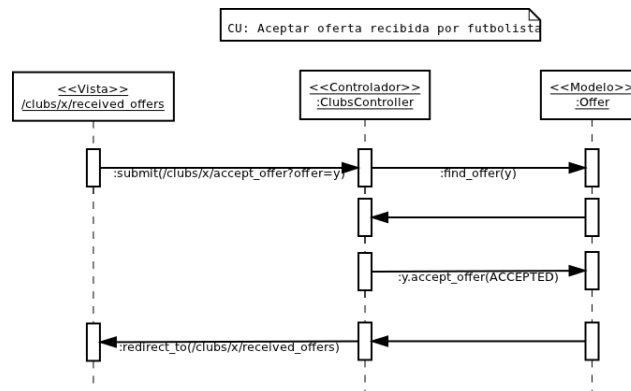 CU: Aceptar oferta recibida por futbolista
<<Vista>>
/clubs/x/received_offers
<<Controlador>>
:ClubsController
<<Modelo>>
:Offer
:submit(/clubs/x/accept_offer?offer=y)
:find_offer(y)
:y.accept_offer(ACCEPTED)
:redirect_to(/clubs/x/received_offers)